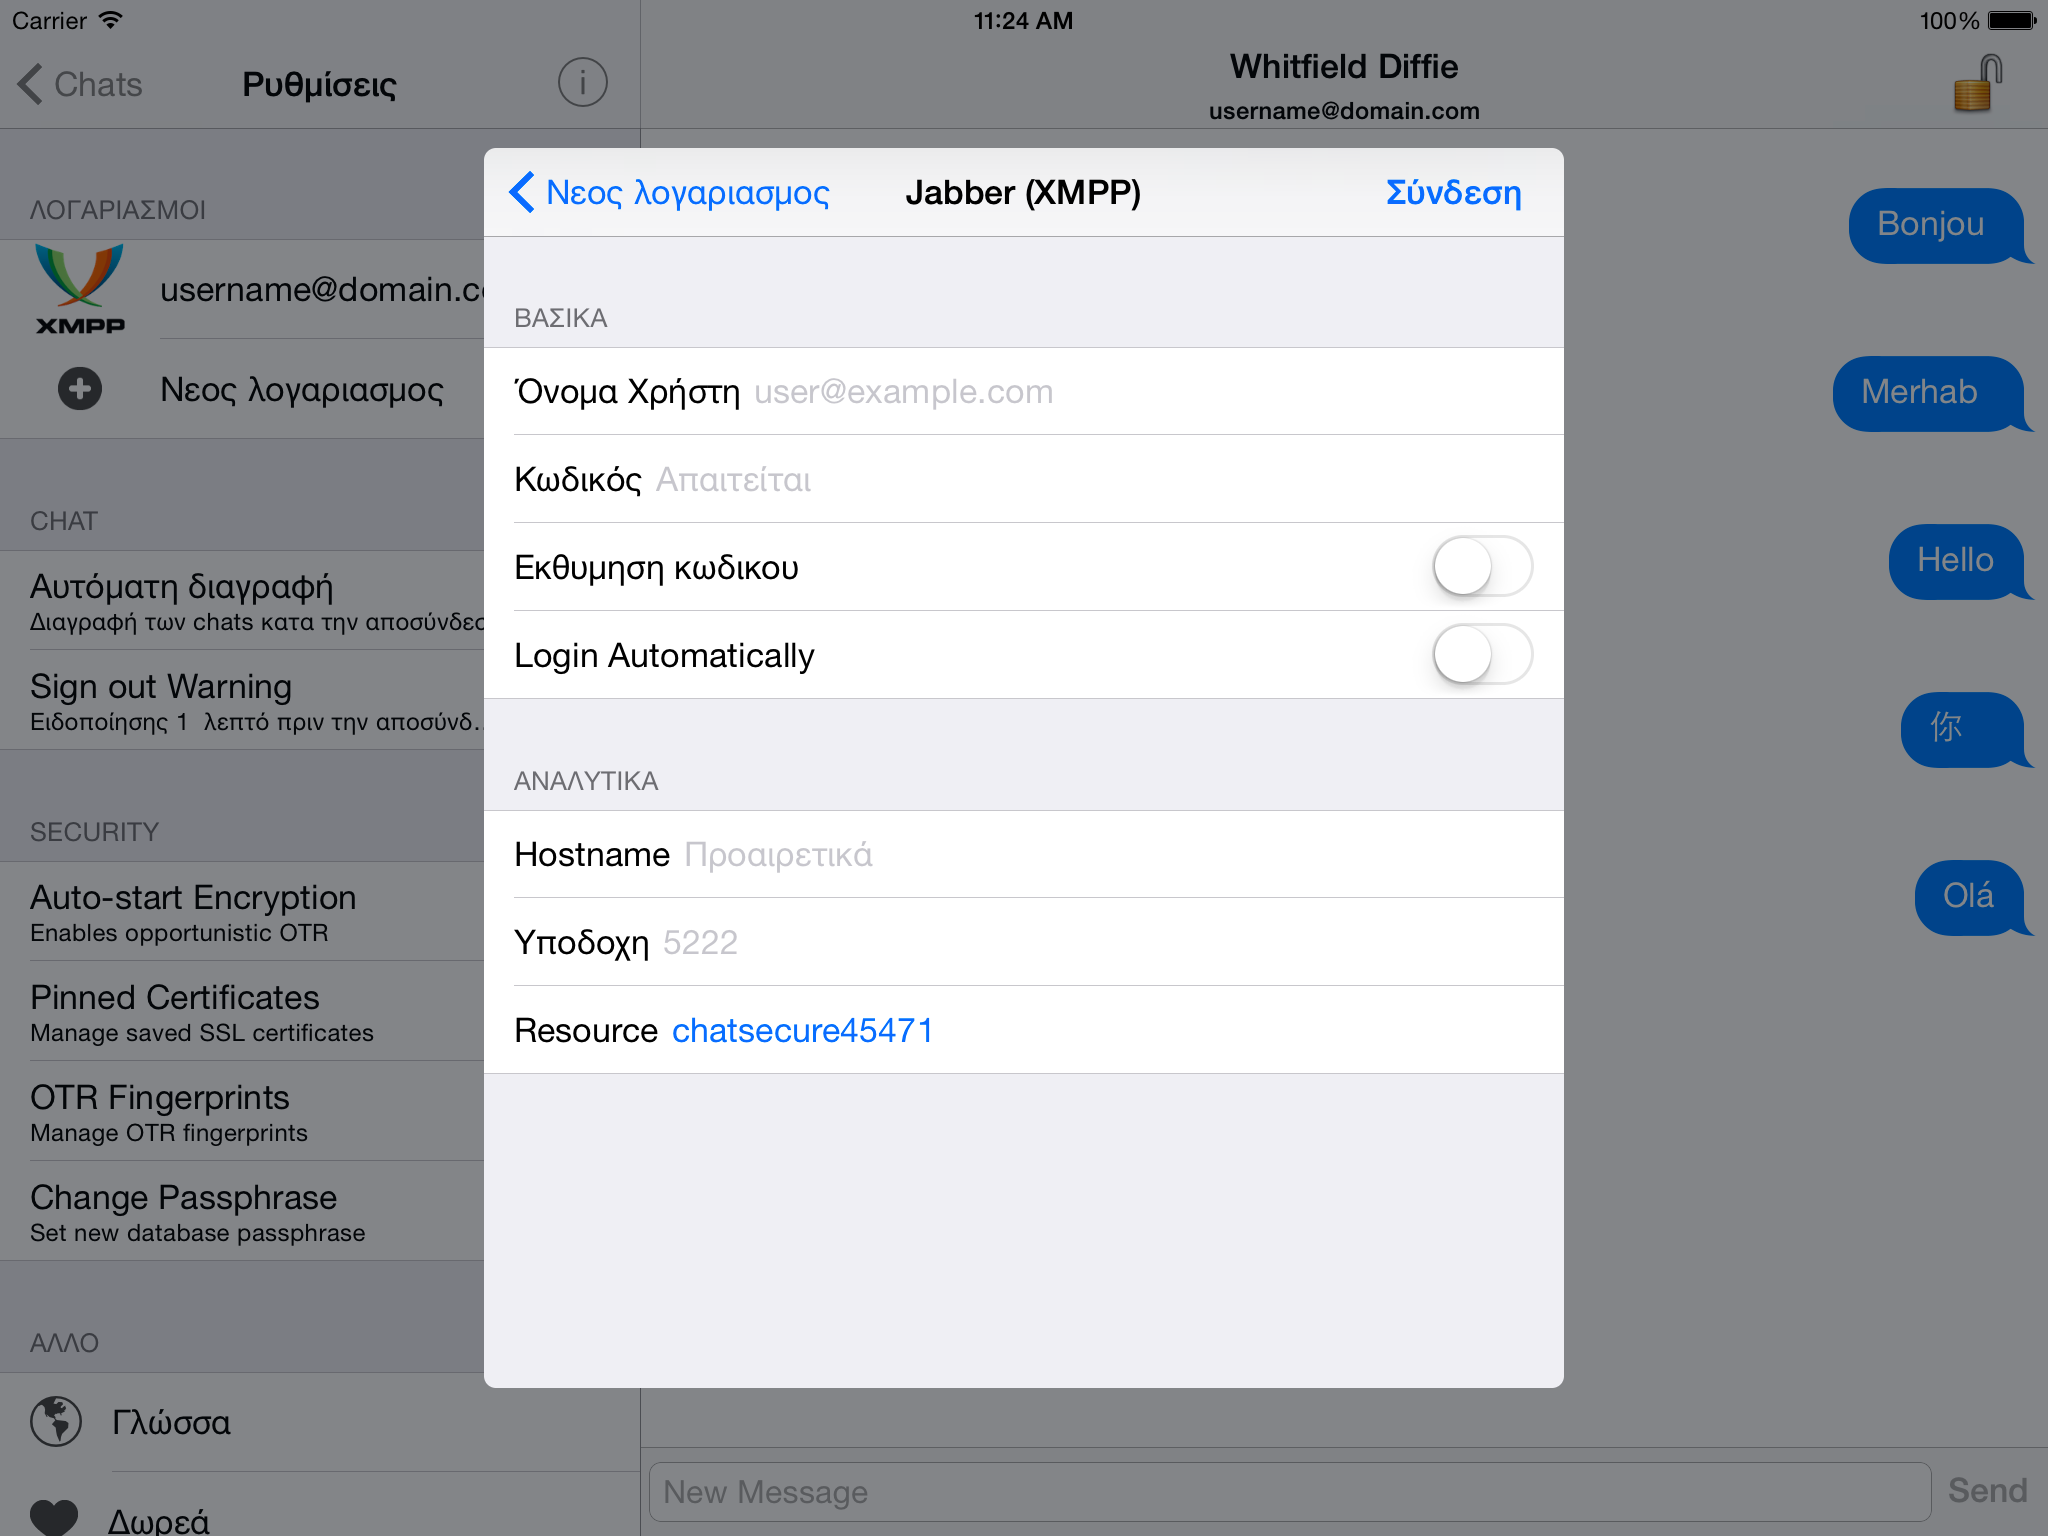 Carrier
11:24 AM
100%
Chats
Ρυθμίσεις
Whitfield Diffie
username@domain.com
ΛΟΓΑΡΙΑΣΜΟΙ
XMPP
username@domain.c
Νεος λογαριασμος
CHAT
Αυτόματη διαγραφή
Διαγραφή των chats κατα την αποσύνδεσ
Sign out Warning
Ειδοποίησης 1 λεπτό πριν την αποσύνδ..
SECURITY
Auto-start Encryption
Enables opportunistic OTR
Pinned Certificates
Manage saved SSL certificates
OTR Fingerprints
Manage OTR fingerprints
Change Passphrase
Set new database passphrase
ΑΛΛΟ
Γλώσσα
Δωρεά
Νεος λογαριασμος
Jabber (XMPP)
Σύνδεση
ΒΑΣΙΚΑ
Όνομα Χρήστη user@example.com
Κωδικός Απαιτείται
Εκθυμηση κωδικου
Login Automatically
ΑΝΑΛΥΤΙΚΑ
Hostname Προαιρετικά
Υποδοχη 5222
Resource chatsecure45471
Bonjou
Merhab
Hello
你
Olá
New Message
Send